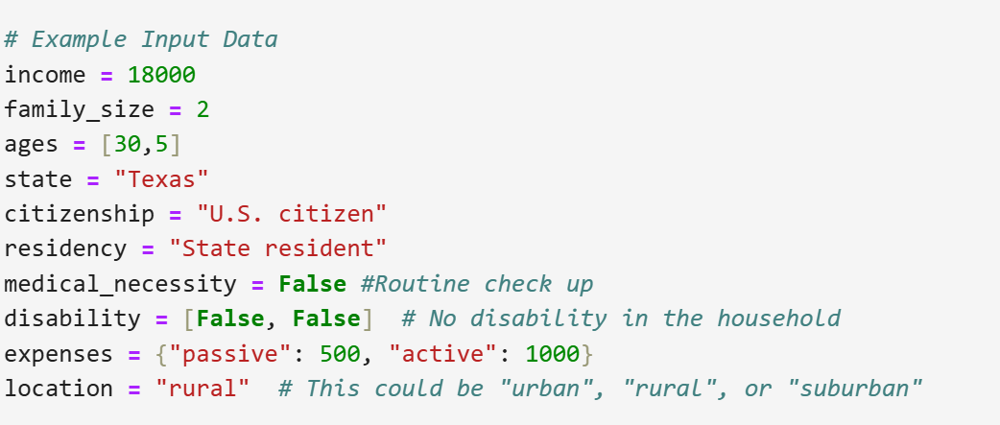 # Example Input Data
income = 18000
family_size = 2
ages = [30,5]
state = "Texas"
citizenship = "U.S. citizen"
residency = "State resident"
medical_necessity = False #Routine check up
disability = [False, False]  # No disability in the household
expenses = {"passive": 500, "active": 1000}
location = "rural"  # This could be "urban", "rural", or "suburban"